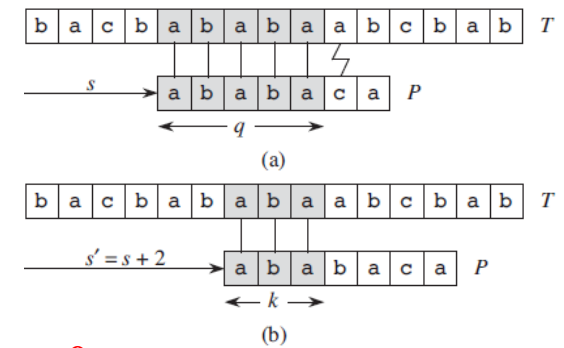 b a c b a b a b a a b c b a b T
s a b a b a c a P
q
(a)
b a c b a b a b a a b c b a b T
s′ = s + 2 a b a b a c a P
k
(b)